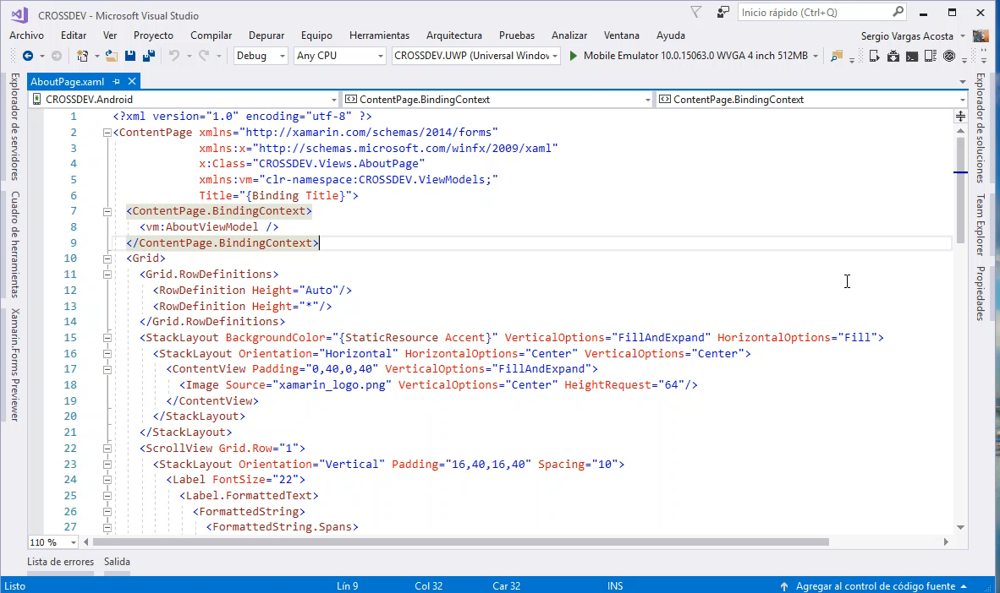 CROSSDEV - Microsoft Visual Studio
Inicio rápido (Ctrl+Q)
Archivo Editar Ver Proyecto Compilar Depurar Equipo Herramientas Arquitectura Pruebas Analizar Ventana Ayuda Sergio Vargas Acosta
Debug Any CPU CROSSDEV.UWP (Universal Windov Mobile Emulator 10.0.15063.0 WVGA 4 inch 512MB
AboutPage.xaml
CROSSDEV.Android ContentPage.BindingContext ContentPage.BindingContext
Explorador de servidores
Cuadro de herramientas
Xamarin.Forms Previewer
1 <?xml version="1.0" encoding="utf-8" ?>
2 <ContentPage xmlns="http://xamarin.com/schemas/2014/forms"
3 xmlns:x="http://schemas.microsoft.com/winfx/2009/xaml"
4 x:Class="CROSSDEV.Views.AboutPage"
5 xmlns:vm="clr-namespace:CROSSDEV.ViewModels;"
6 Title="{Binding Title}">
7 <ContentPage.BindingContext>
8 <vm:AboutViewModel />
9 </ContentPage.BindingContext>
10 <Grid>
11 <Grid.RowDefinitions>
12 <RowDefinition Height="Auto"/>
13 <RowDefinition Height="*"/>
14 </Grid.RowDefinitions>
15 <StackLayout BackgroundColor="{StaticResource Accent}" VerticalOptions="FillAndExpand" HorizontalOptions="Fill">
16 <StackLayout Orientation="Horizontal" HorizontalOptions="Center" VerticalOptions="Center">
17 <ContentView Padding="0,40,0,40" VerticalOptions="FillAndExpand">
18 <Image Source="xamarin_logo.png" VerticalOptions="Center" HeightRequest="64"/>
19 </ContentView>
20 </StackLayout>
21 </StackLayout>
22 <ScrollView Grid.Row="1">
23 <StackLayout Orientation="Vertical" Padding="16,40,16,40" Spacing="10">
24 <Label FontSize="22">
25 <Label.FormattedText>
26 <FormattedString>
27 <FormattedString.Spans>
Explorador de soluciones
Team Explorer
Propiedades
110 %
Lista de errores Salida
Listo Lín 9 Col 32 Car 32 INS Agregar al control de código fuente